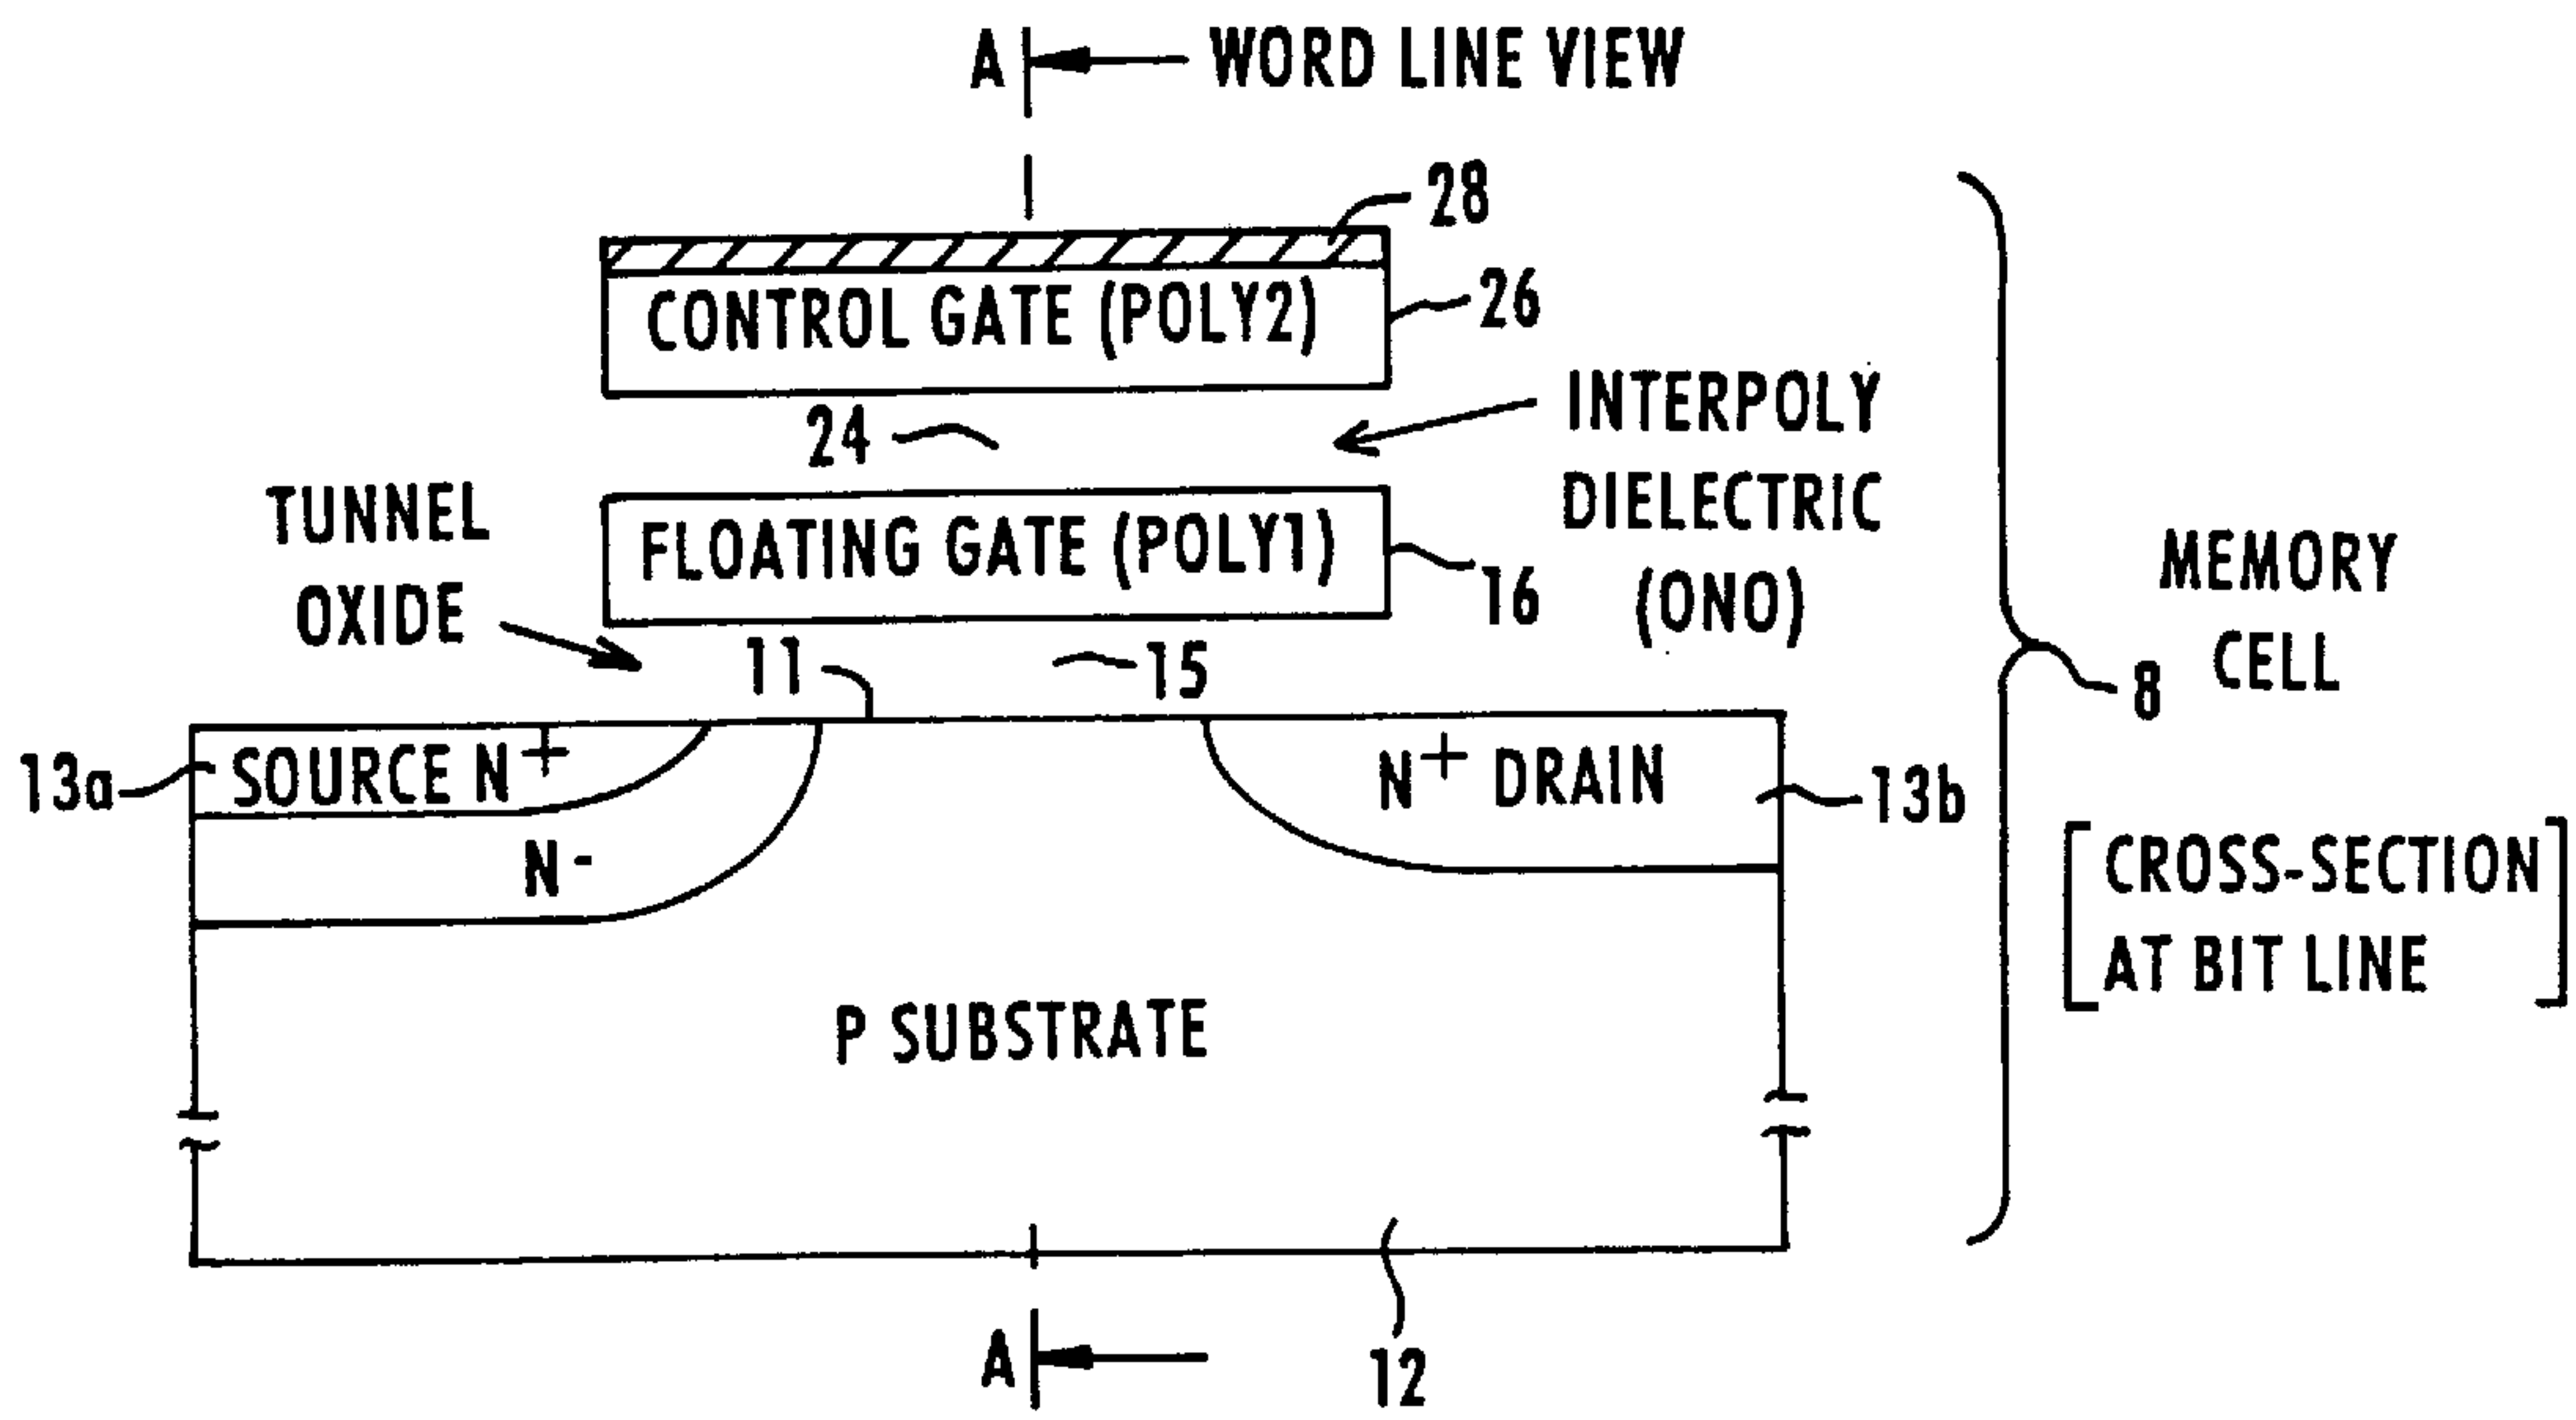 A WORD LINE VIEW
28
CONTROL GATE (POLY2)
26
24
INTERPOLY
DIELECTRIC
(ONO)
TUNNEL
OXIDE
FLOATING GATE (POLY1)
16
11
15
MEMORY
CELL
8
13a
SOURCE N+
N+ DRAIN
13b
N-
[CROSS-SECTION
AT BIT LINE]
P SUBSTRATE
A
12